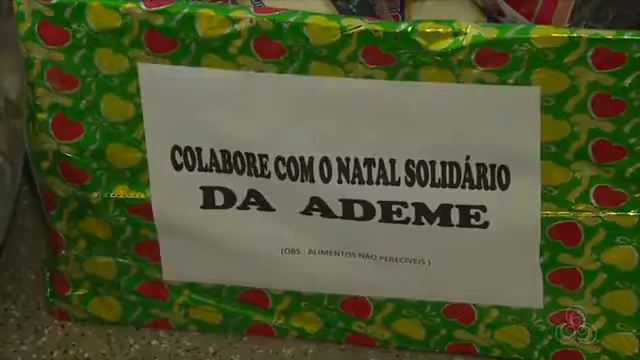 COLABORE COM O NATAL SOLIDÁRIO
DA ADEME
(OBS: ALIMENTOS NÃO PERECÍVEIS)